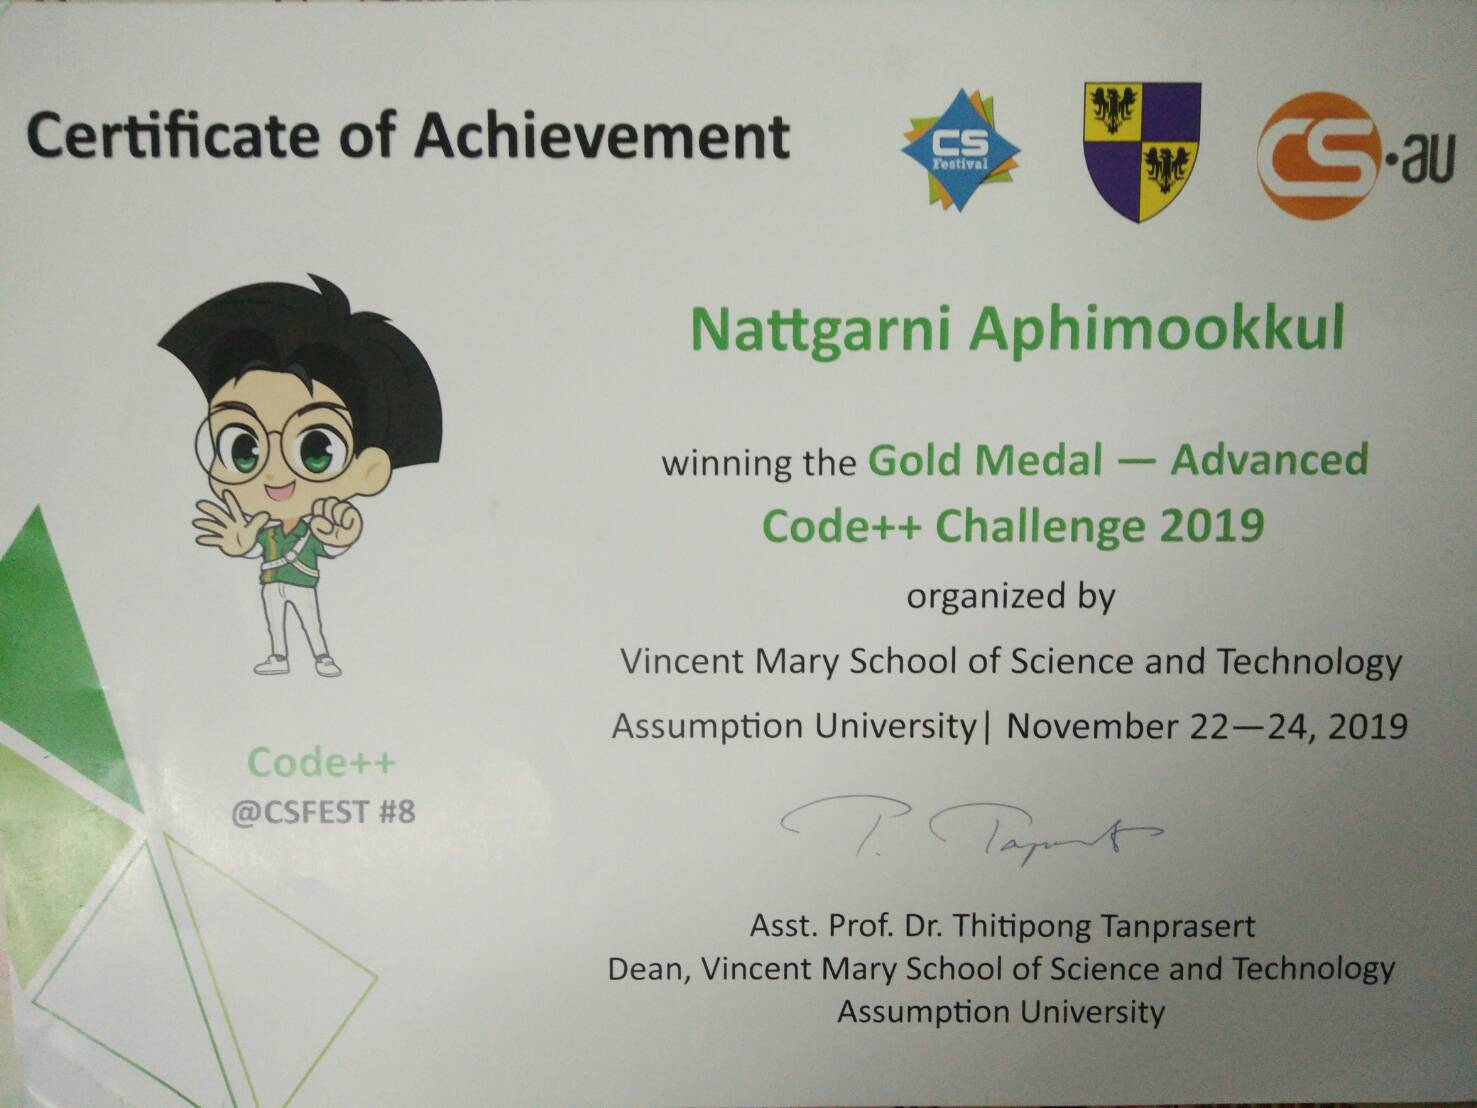 Certificate of Achievement
CS
Festival
CS•AU
Nattgarni Aphimookkul
winning the Gold Medal — Advanced
Code++ Challenge 2019
organized by
Vincent Mary School of Science and Technology
Assumption University| November 22—24, 2019
Code++
@CSFEST #8
Asst. Prof. Dr. Thitipong Tanprasert
Dean, Vincent Mary School of Science and Technology
Assumption University